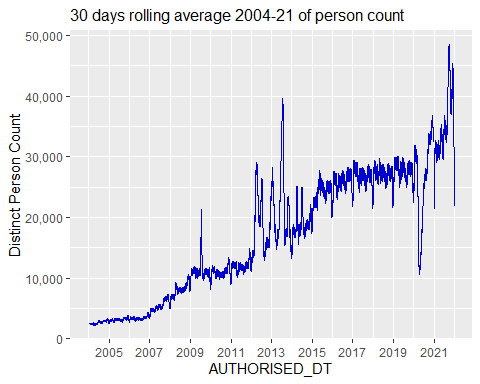 30 days rolling average 2004-21 of person count
50,000
40,000
30,000
20,000
10,000
0
Distinct Person Count
2005 2007 2009 2011 2013 2015 2017 2019 2021
AUTHORISED_DT